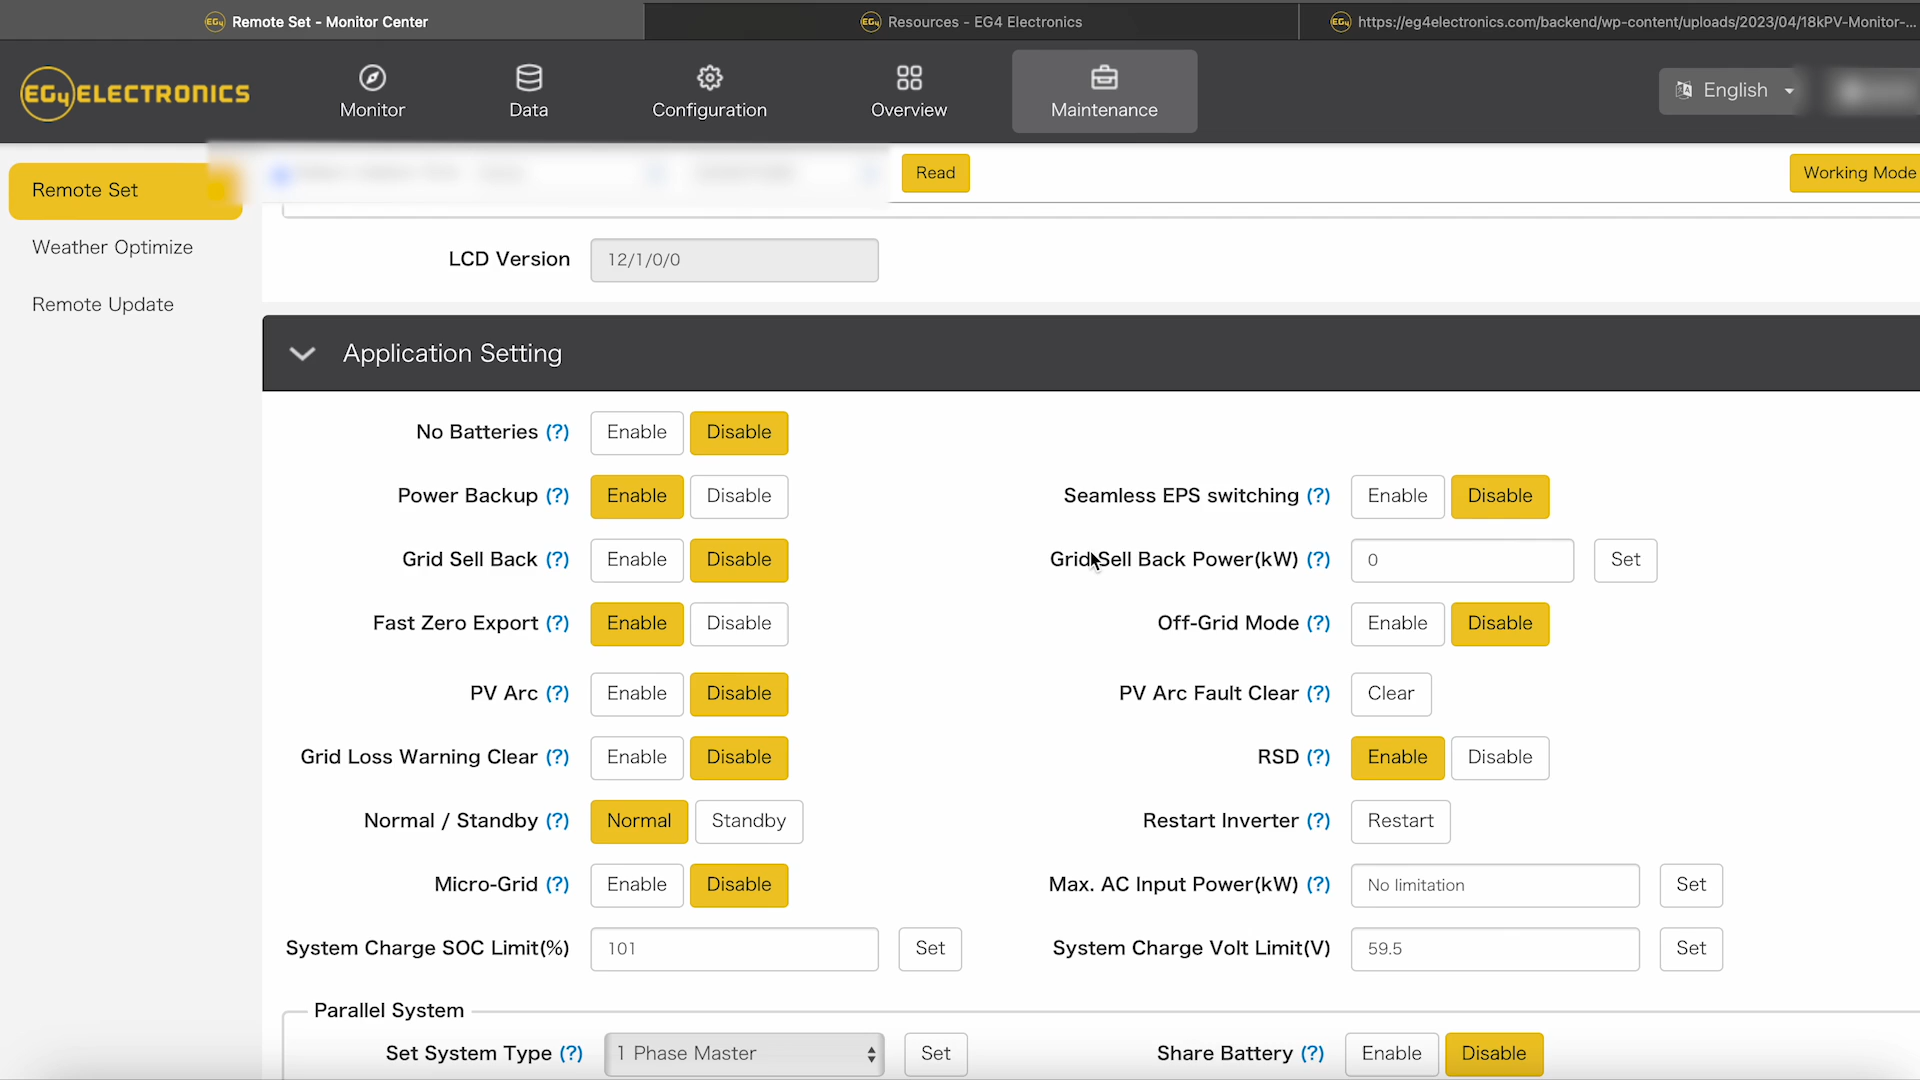 Remote Set - Monitor Center
Resources - EG4 Electronics
https://eg4electronics.com/backend/wp-content/uploads/2023/04/18kPV-Monitor-...
EG4 ELECTRONICS
Monitor
Data
Configuration
Overview
Maintenance
English
Remote Set
Weather Optimize
Remote Update
Read
Working Mode
LCD Version 12/1/0/0
Application Setting
No Batteries (?) Enable Disable
Power Backup (?) Enable Disable Seamless EPS switching (?) Enable Disable
Grid Sell Back (?) Enable Disable Grid Sell Back Power(kW) (?) 0 Set
Fast Zero Export (?) Enable Disable Off-Grid Mode (?) Enable Disable
PV Arc (?) Enable Disable PV Arc Fault Clear (?) Clear
Grid Loss Warning Clear (?) Enable Disable RSD (?) Enable Disable
Normal / Standby (?) Normal Standby Restart Inverter (?) Restart
Micro-Grid (?) Enable Disable Max. AC Input Power(kW) (?) No limitation Set
System Charge SOC Limit(%) 101 Set System Charge Volt Limit(V) 59.5 Set
Parallel System
Set System Type (?) 1 Phase Master Set Share Battery (?) Enable Disable